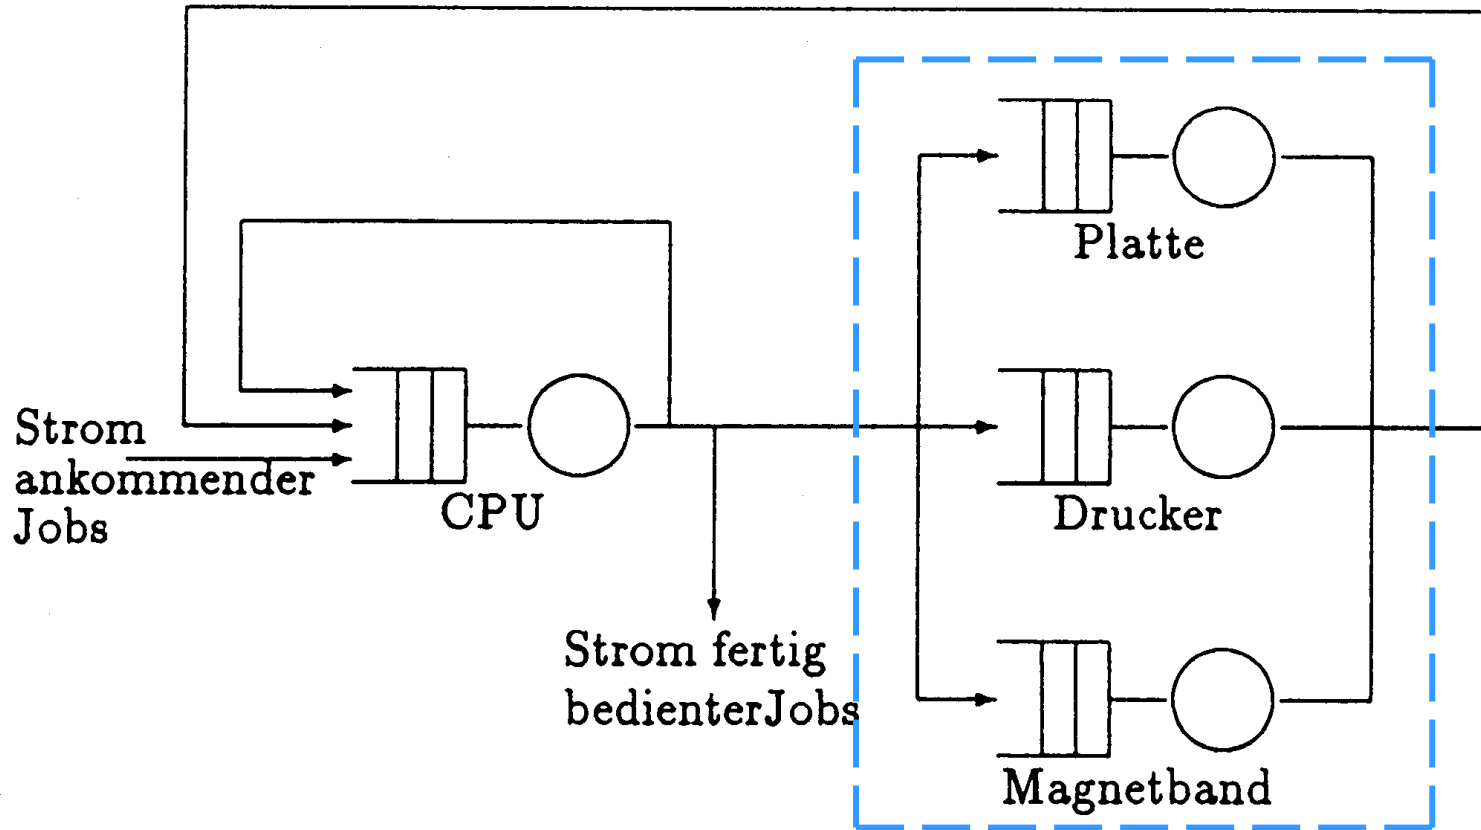 Platte
Strom
ankommender
Jobs
CPU
Drucker
Strom fertig
bedienterJobs
Magnetband